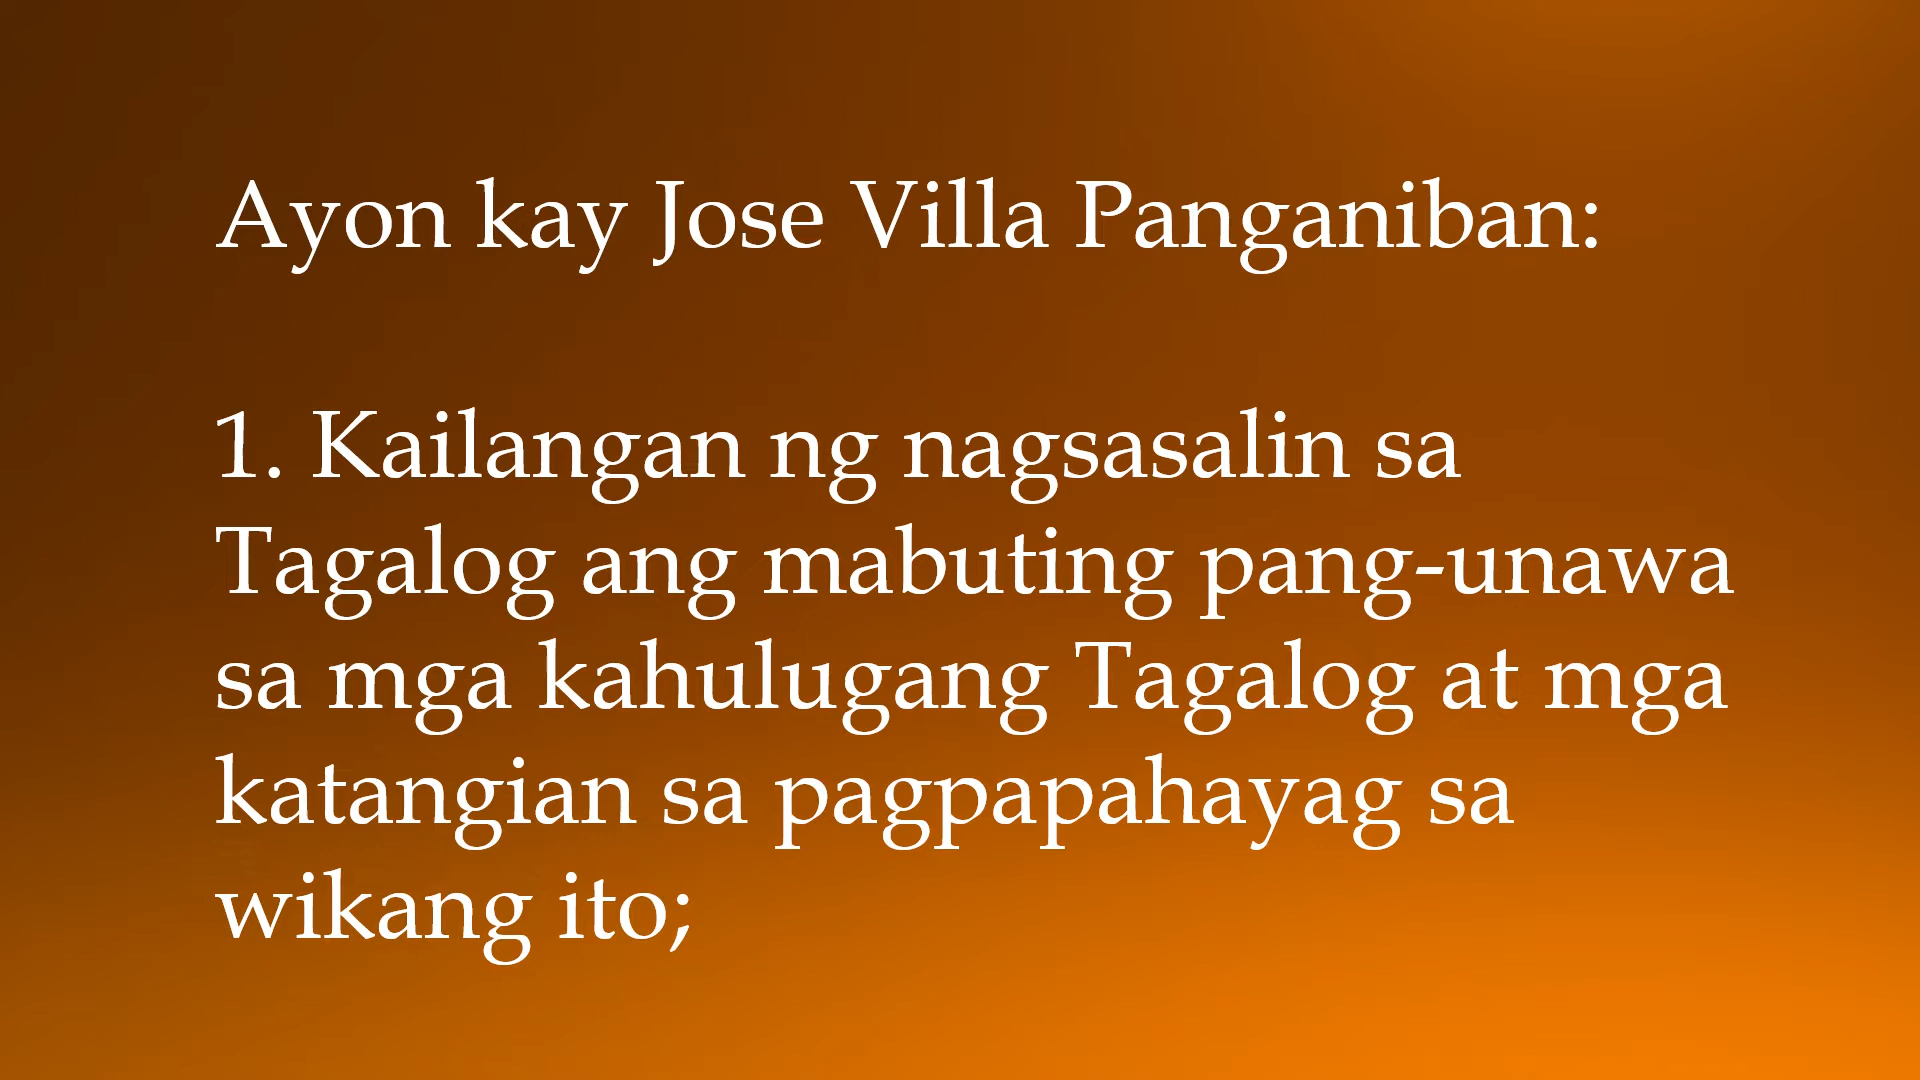 Ayon kay Jose Villa Panganiban:
1. Kailangan ng nagsasalin sa
Tagalog ang mabuting pang-unawa
sa mga kahulugang Tagalog at mga
katangian sa pagpapahayag sa
wikang ito;